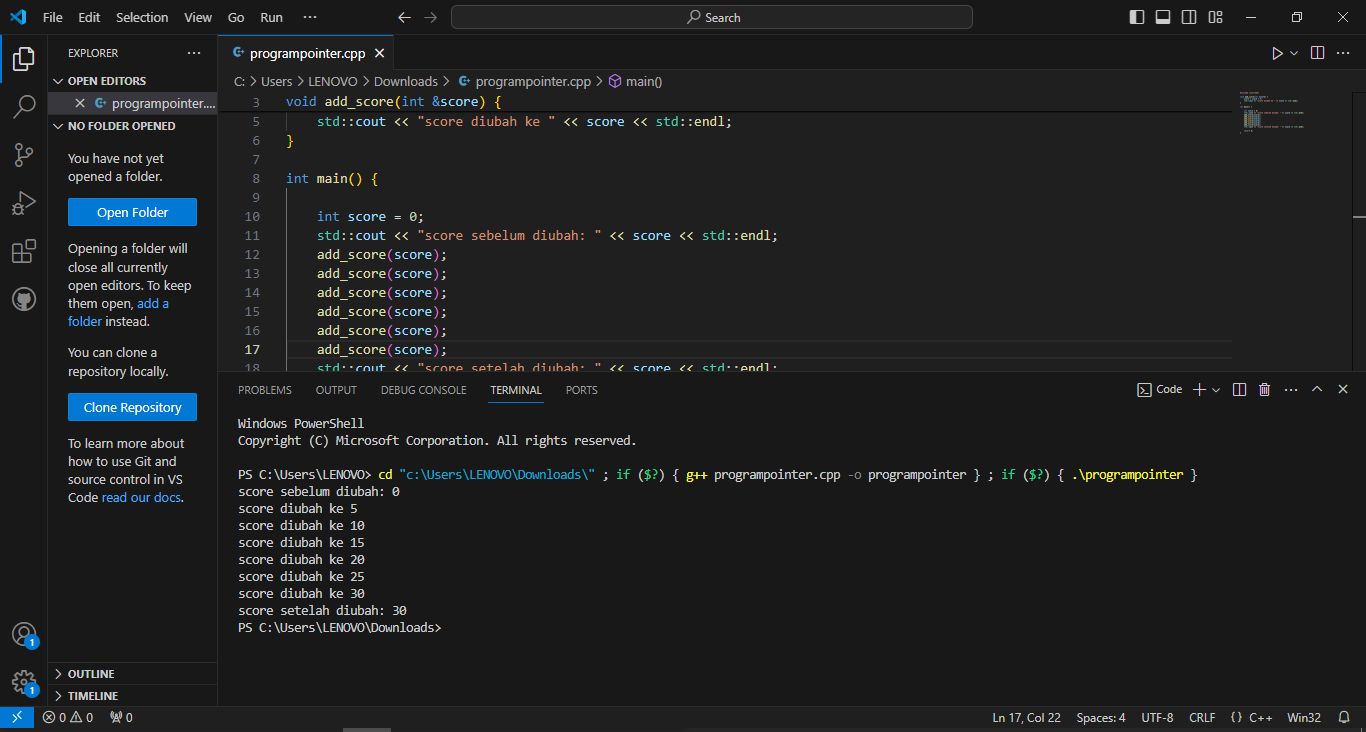 File Edit Selection View Go Run ··· Search
EXPLORER ···
OPEN EDITORS
programpointer....
NO FOLDER OPENED
You have not yet
opened a folder.
Open Folder
Opening a folder will
close all currently
open editors. To keep
them open, add a
folder instead.
You can clone a
repository locally.
Clone Repository
To learn more about
how to use Git and
source control in VS
Code read our docs.
OUTLINE
TIMELINE
1
1
programpointer.cpp
C: > Users > LENOVO > Downloads > programpointer.cpp > main()
3 void add_score(int &score) {
5 std::cout << "score diubah ke " << score << std::endl;
6 }
7
8 int main() {
9
10 int score = 0;
11 std::cout << "score sebelum diubah: " << score << std::endl;
12 add_score(score);
13 add_score(score);
14 add_score(score);
15 add_score(score);
16 add_score(score);
17 add_score(score);
18 std::cout << "score setelah diubah: " << score << std::endl;
PROBLEMS OUTPUT DEBUG CONSOLE TERMINAL PORTS Code
Windows PowerShell
Copyright (C) Microsoft Corporation. All rights reserved.
PS C:\Users\LENOVO> cd "c:\Users\LENOVO\Downloads\" ; if ($?) { g++ programpointer.cpp -o programpointer } ; if ($?) { .\programpointer }
score sebelum diubah: 0
score diubah ke 5
score diubah ke 10
score diubah ke 15
score diubah ke 20
score diubah ke 25
score diubah ke 30
score setelah diubah: 30
PS C:\Users\LENOVO\Downloads>
0 0 0 Ln 17, Col 22 Spaces: 4 UTF-8 CRLF {} C++ Win32